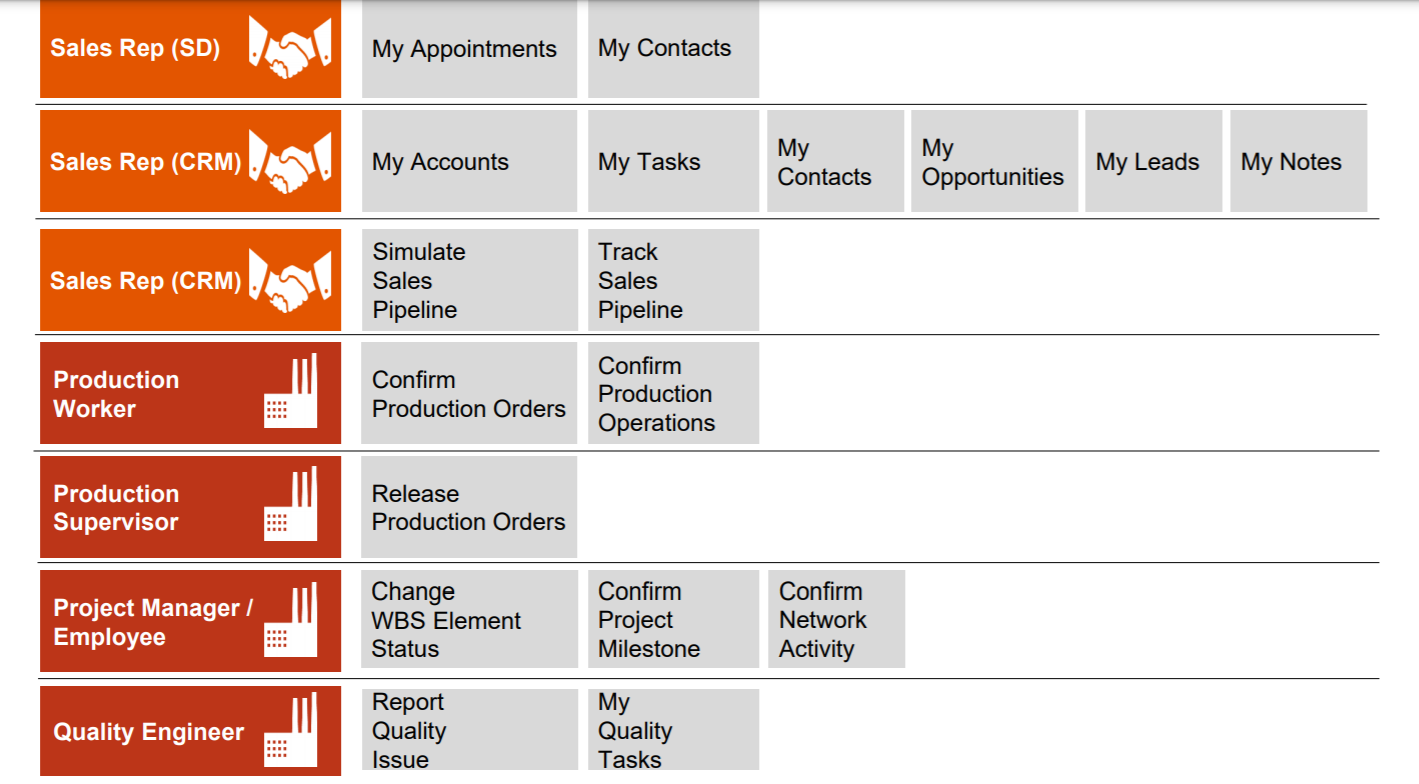 Sales Rep (SD)
My Appointments
My Contacts
Sales Rep (CRM)
My Accounts
My Tasks
My
Contacts
My
Opportunities
My Leads
My Notes
Sales Rep (CRM)
Simulate
Sales
Pipeline
Track
Sales
Pipeline
Production
Worker
Confirm
Production Orders
Confirm
Production
Operations
Production
Supervisor
Release
Production Orders
Project Manager /
Employee
Change
WBS Element
Status
Confirm
Project
Milestone
Confirm
Network
Activity
Quality Engineer
Report
Quality
Issue
My
Quality
Tasks